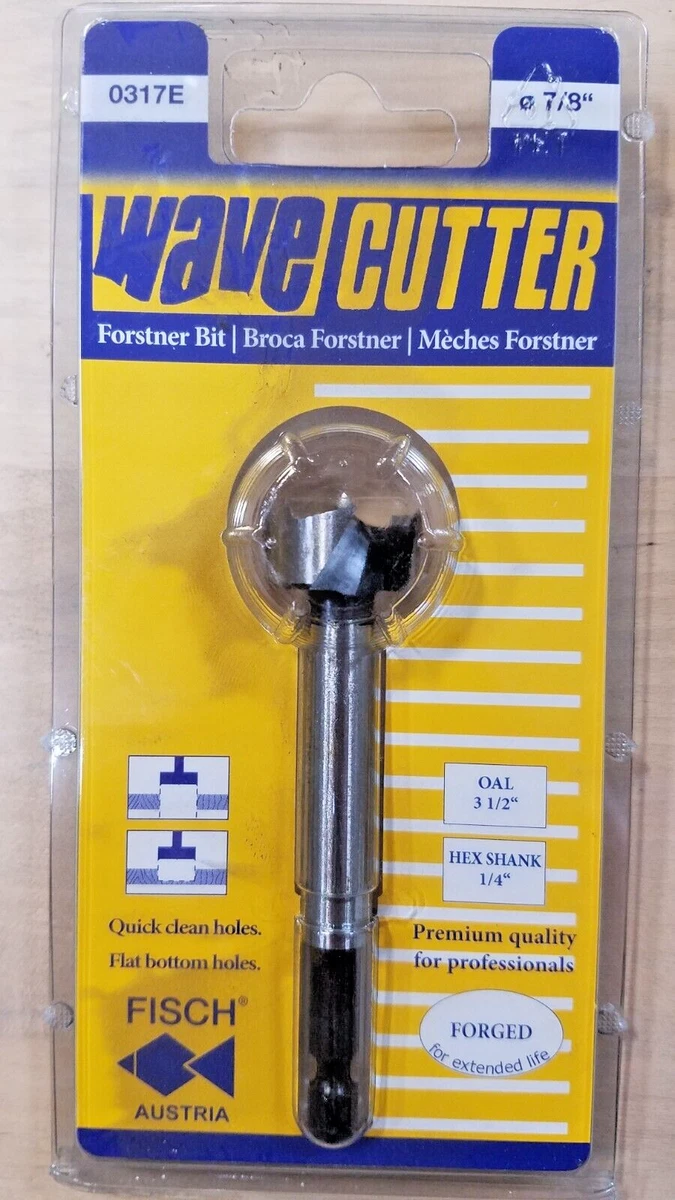 0317E
ø 7/8“
wave CUTTER
Forstner Bit | Broca Forstner | Mèches Forstner
OAL
3 1/2“
HEX SHANK
1/4“
Quick clean holes.
Flat bottom holes.
Premium quality
for professionals
FISCH®
AUSTRIA
FORGED
for extended life